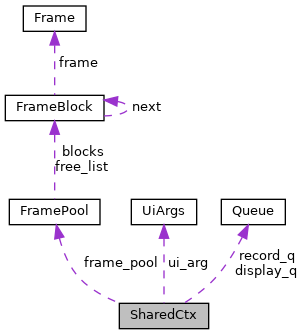 Frame
frame
FrameBlock
next
blocks
free_list
FramePool
UiArgs
Queue
frame_pool
ui_arg
record_q
display_q
SharedCtx